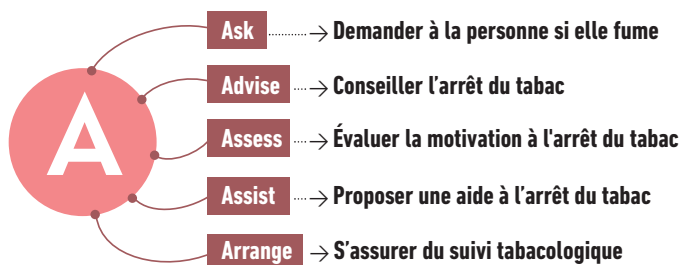 A
Ask → Demander à la personne si elle fume
Advise → Conseiller l'arrêt du tabac
Assess → Évaluer la motivation à l'arrêt du tabac
Assist → Proposer une aide à l'arrêt du tabac
Arrange → S'assurer du suivi tabacologique